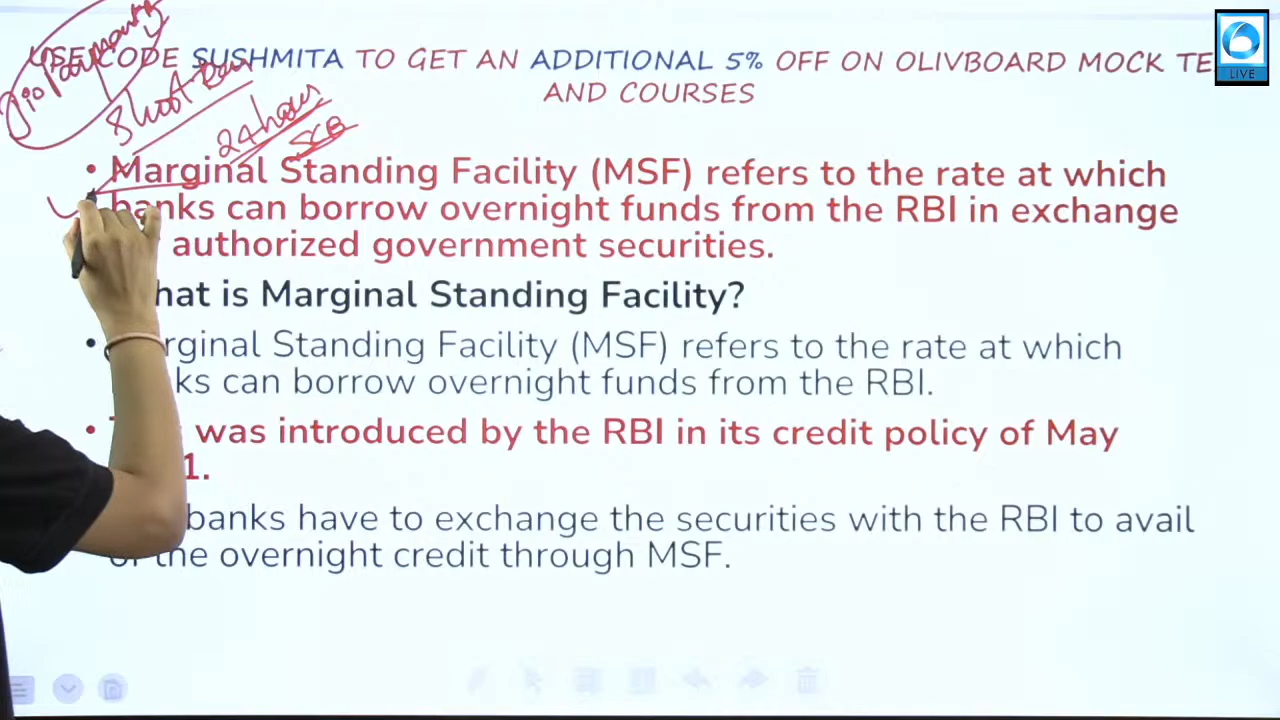 USE CODE SUSHMITA TO GET AN ADDITIONAL 5% OFF ON OLIVBOARD MOCK TE
AND COURSES
LIVE
24 hours
SCB
• Marginal Standing Facility (MSF) refers to the rate at which
banks can borrow overnight funds from the RBI in exchange
authorized government securities.
hat is Marginal Standing Facility?
• rginal Standing Facility (MSF) refers to the rate at which
ks can borrow overnight funds from the RBI.
• was introduced by the RBI in its credit policy of May
1.
banks have to exchange the securities with the RBI to avail
of the overnight credit through MSF.